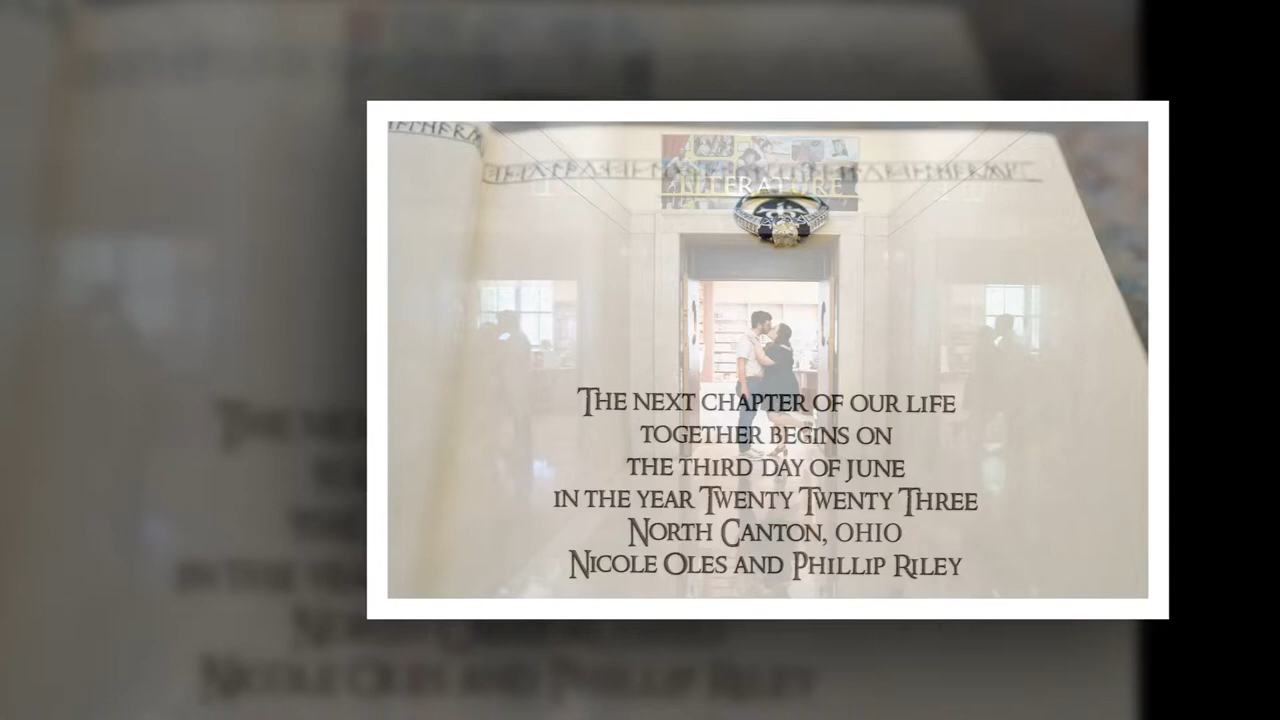 LITERATURE
The next chapter of our life
together begins on
the third day of June
in the year Twenty Twenty Three
North Canton, Ohio
Nicole Oles and Phillip Riley